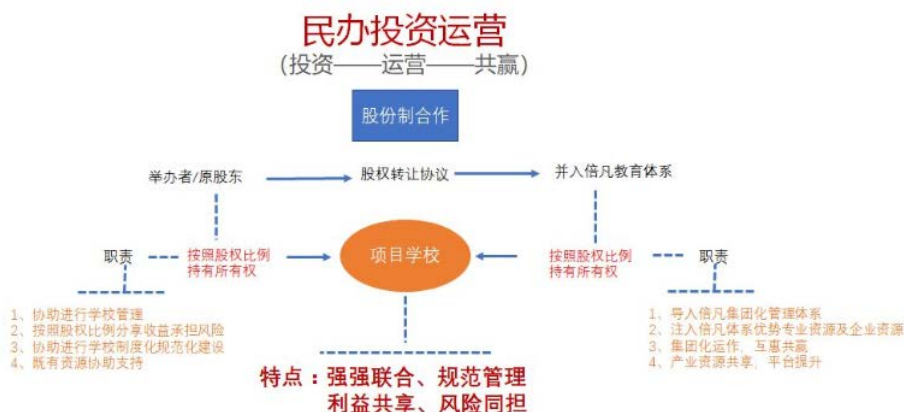 民办投资运营
(投资——运营——共赢)
股份制合作
举办者/原股东
股权转让协议
并入倍凡教育体系
职责
按照股权比例
持有所有权
项目学校
按照股权比例
持有所有权
职责
1、协助进行学校管理
2、按照股权比例分享收益承担风险
3、协助进行学校制度化规范化建设
4、既有资源协助支持
1、导入倍凡集团化管理体系
2、注入倍凡体系优势专业资源及企业资源
3、集团化运作，互惠共赢
4、产业资源共享，平台提升
特点：强强联合、规范管理
利益共享、风险同担